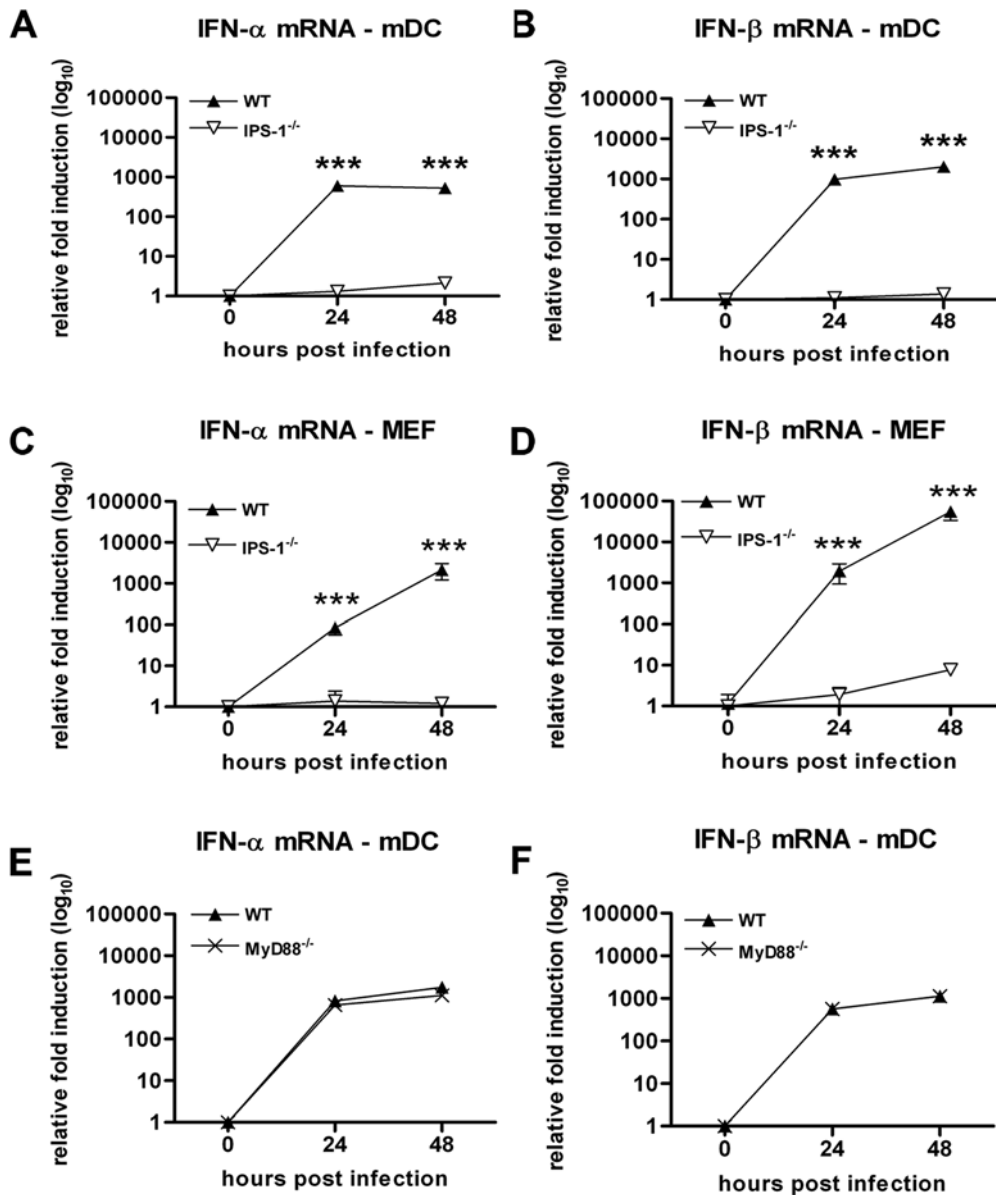 A
IFN-α mRNA - mDC
relative fold induction (log10)
100000
10000
1000
100
10
1
WT
IPS-1-/-
***
***
0
24
48
hours post infection
B
IFN-β mRNA - mDC
relative fold induction (log10)
100000
10000
1000
100
10
1
WT
IPS-1-/-
***
***
0
24
48
hours post infection
C
IFN-α mRNA - MEF
relative fold induction (log10)
100000
10000
1000
100
10
1
WT
IPS-1-/-
***
***
0
24
48
hours post infection
D
IFN-β mRNA - MEF
relative fold induction (log10)
100000
10000
1000
100
10
1
WT
IPS-1-/-
***
***
0
24
48
hours post infection
E
IFN-α mRNA - mDC
relative fold induction (log10)
100000
10000
1000
100
10
1
WT
MyD88-/-
0
24
48
hours post infection
F
IFN-β mRNA - mDC
relative fold induction (log10)
100000
10000
1000
100
10
1
WT
MyD88-/-
0
24
48
hours post infection